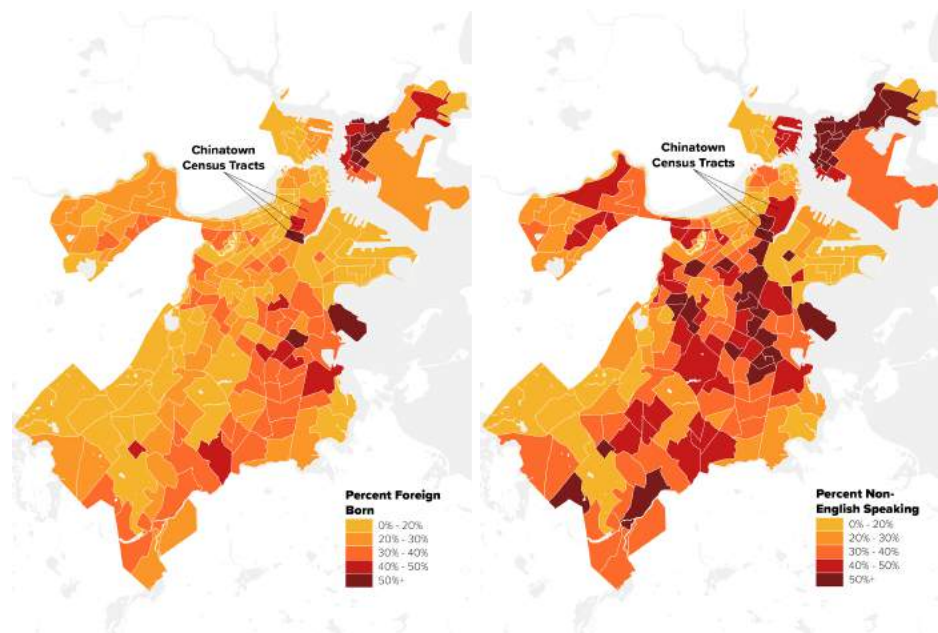 Chinatown
Census Tracts
Percent Foreign
Born
0% - 20%
20% - 30%
30% - 40%
40% - 50%
50%+
Chinatown
Census Tracts
Percent Non-
English Speaking
0% - 20%
20% - 30%
30% - 40%
40% - 50%
50%+